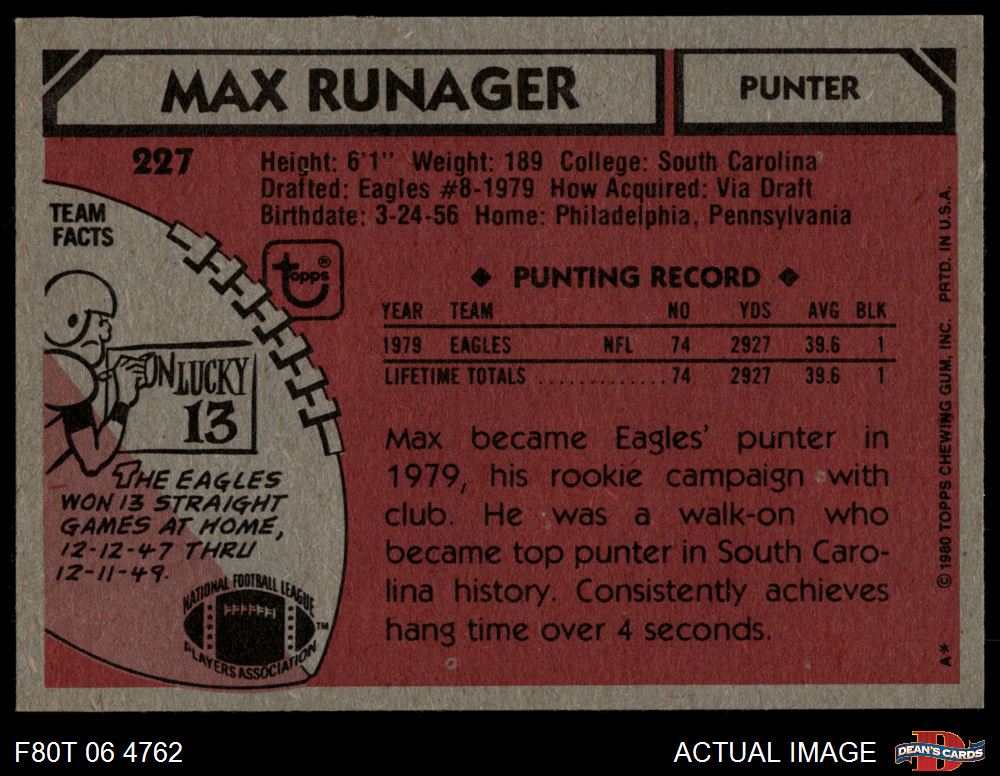 MAX RUNAGER
PUNTER
227
Height: 6'1" Weight: 189 College: South Carolina
Drafted: Eagles #8-1979 How Acquired: Via Draft
Birthdate: 3-24-56 Home: Philadelphia, Pennsylvania
TEAM
FACTS
topps®
UNLUCKY
13
THE EAGLES
WON 13 STRAIGHT
GAMES AT HOME,
12-12-47 THRU
12-11-49.
NATIONAL FOOTBALL LEAGUE
PLAYERS ASSOCIATION
TM
◆ PUNTING RECORD ◆
YEAR TEAM NO YDS AVG BLK
1979 EAGLES NFL 74 2927 39.6 1
LIFETIME TOTALS ............. 74 2927 39.6 1
Max became Eagles' punter in
1979, his rookie campaign with
club. He was a walk-on who
became top punter in South Caro-
lina history. Consistently achieves
hang time over 4 seconds.
A* © 1980 TOPPS CHEWING GUM, INC. PRTD. IN U.S.A.
F80T 06 4762
ACTUAL IMAGE
DEAN'S CARDS